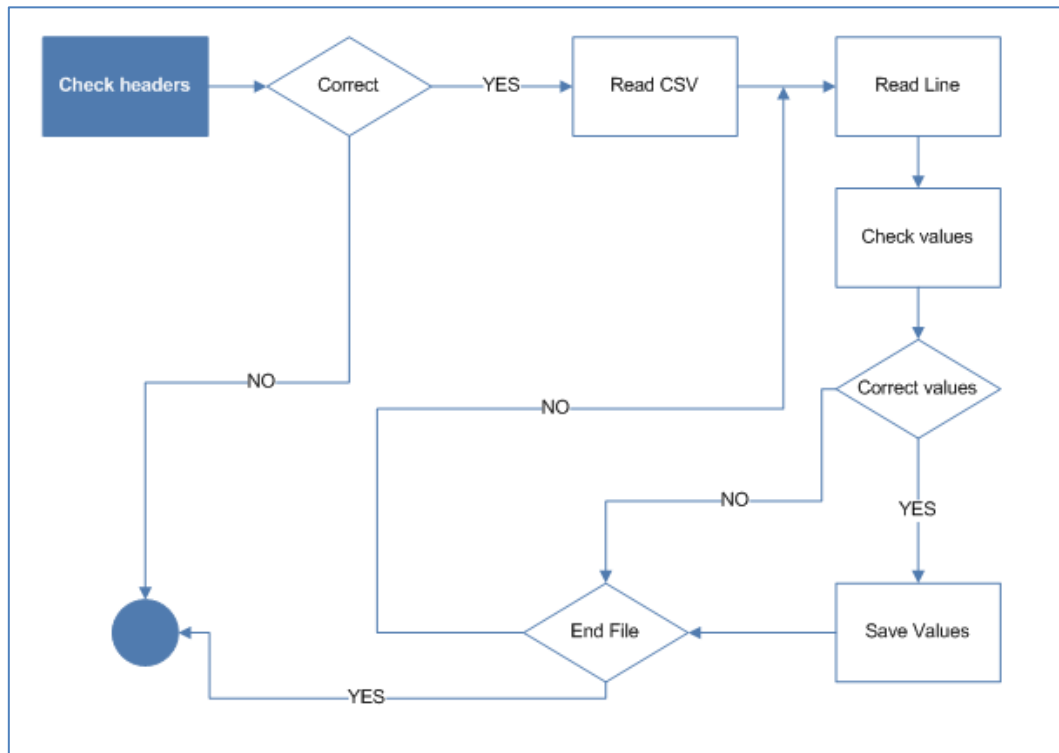 Check headers
Correct
YES
Read CSV
Read Line
Check values
NO
NO
Correct values
NO
YES
End File
Save Values
YES